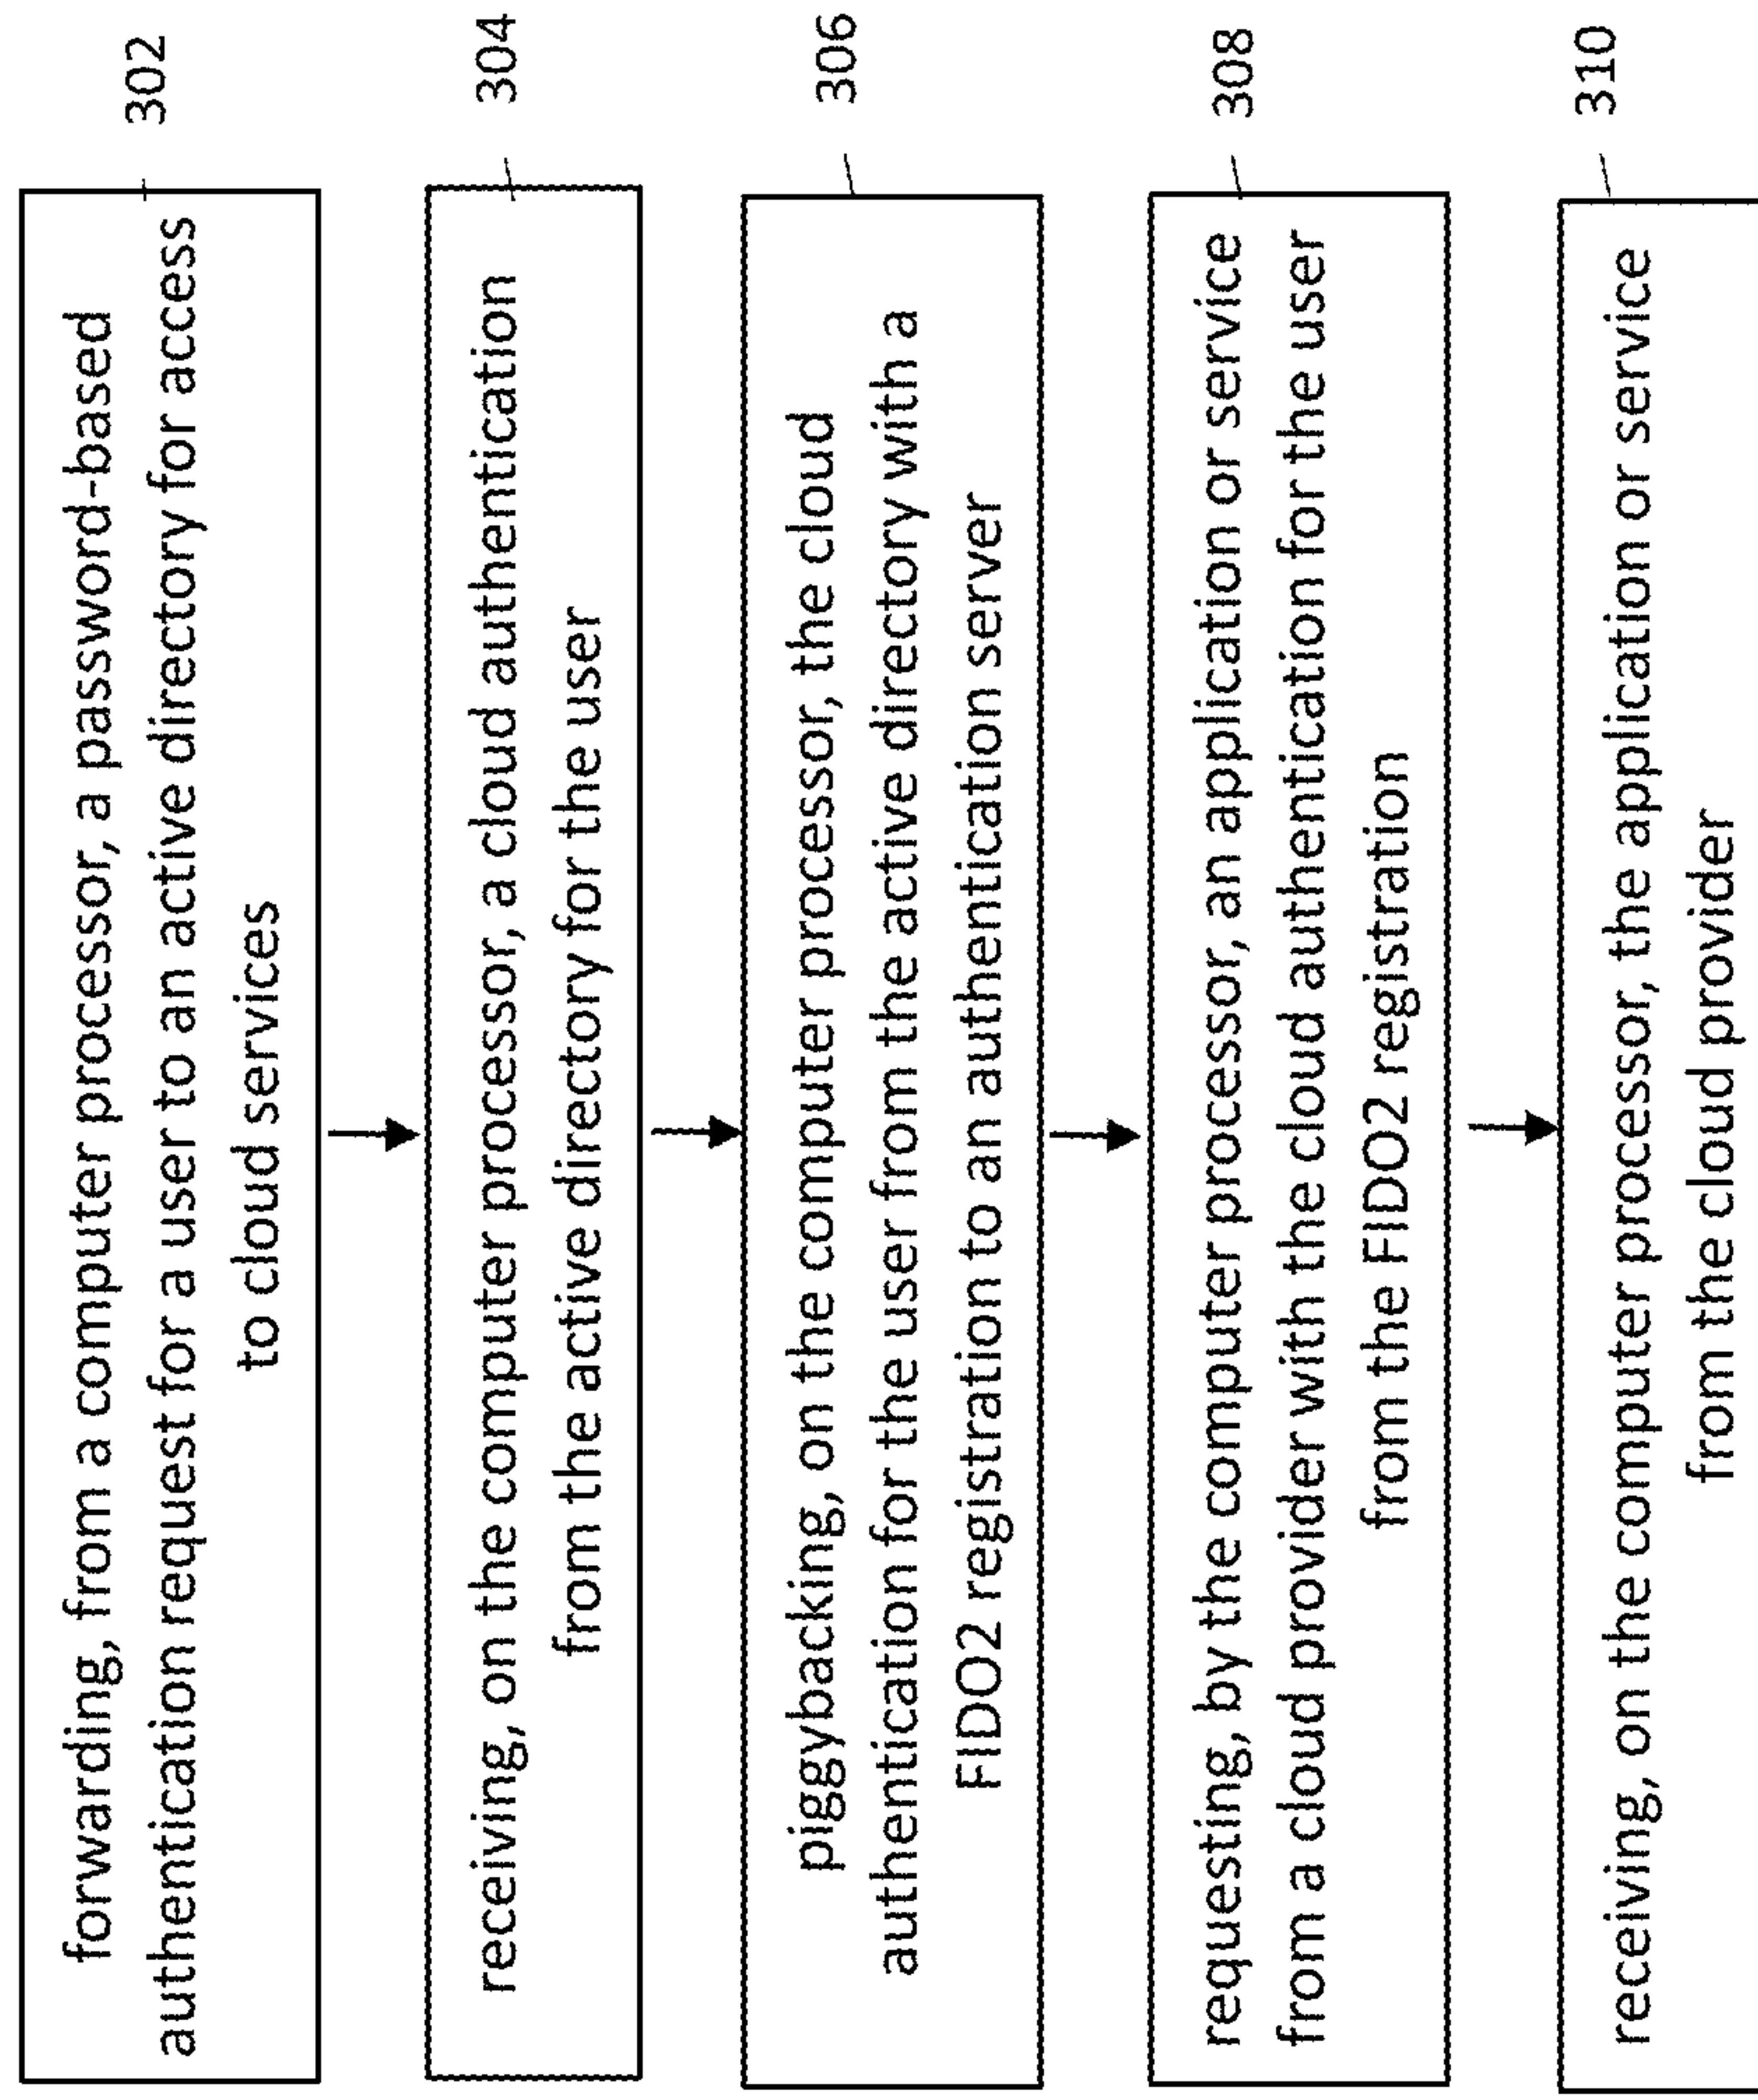 forwarding, from a computer processor, a password-based
authentication request for a user to an active directory for access
to cloud services
302
receiving, on the computer processor, a cloud authentication
from the active directory for the user
304
piggybacking, on the computer processor, the cloud
authentication for the user from the active directory with a
FIDO2 registration to an authentication server
306
requesting, by the computer processor, an application or service
from a cloud provider with the cloud authentication for the user
from the FIDO2 registration
308
receiving, on the computer processor, the application or service
from the cloud provider
310